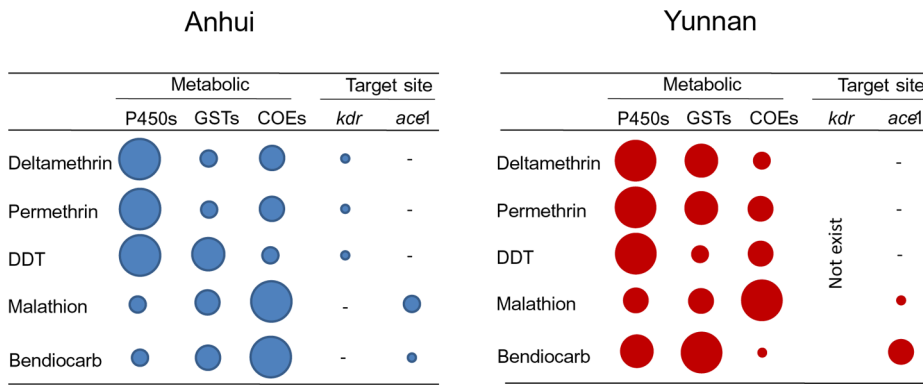 Anhui
Metabolic Target site
P450s GSTs COEs kdr ace1
Deltamethrin -
Permethrin -
DDT -
Malathion -
Bendiocarb -
Yunnan
Metabolic Target site
P450s GSTs COEs kdr ace1
Deltamethrin -
Permethrin -
DDT -
Malathion
Bendiocarb
Not exist